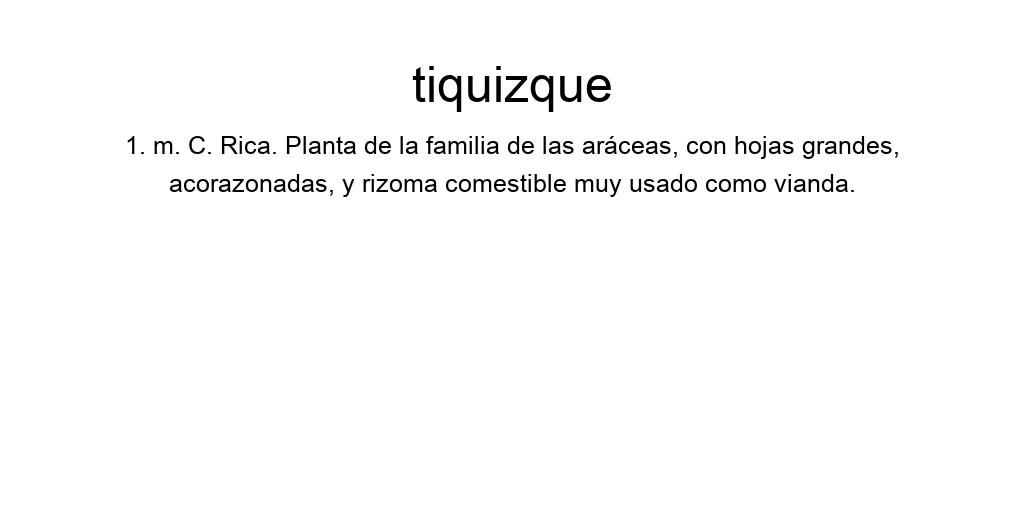 tiquizque
1. m. C. Rica. Planta de la familia de las aráceas, con hojas grandes,
acorazonadas, y rizoma comestible muy usado como vianda.